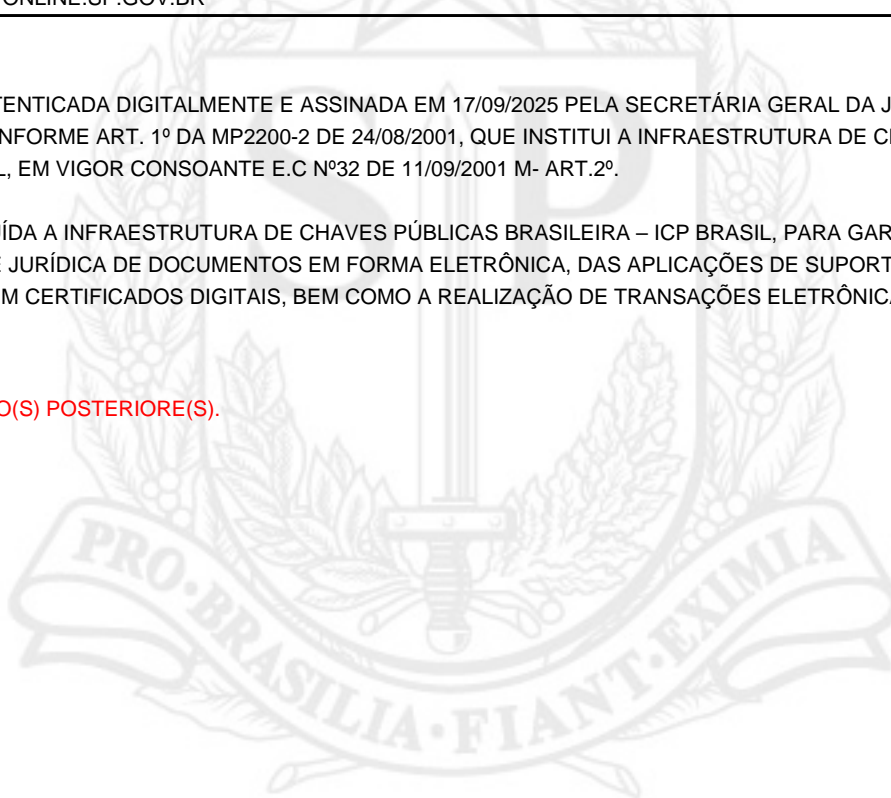 ONLINE.SP.GOV.BR
TENTICADA DIGITALMENTE E ASSINADA EM 17/09/2025 PELA SECRETÁRIA GERAL DA J
NFORME ART. 1º DA MP2200-2 DE 24/08/2001, QUE INSTITUI A INFRAESTRUTURA DE C
L, EM VIGOR CONSOANTE E.C Nº32 DE 11/09/2001 M- ART.2º.
ÍDA A INFRAESTRUTURA DE CHAVES PÚBLICAS BRASILEIRA – ICP BRASIL, PARA GAR
E JURÍDICA DE DOCUMENTOS EM FORMA ELETRÔNICA, DAS APLICAÇÕES DE SUPORT
M CERTIFICADOS DIGITAIS, BEM COMO A REALIZAÇÃO DE TRANSAÇÕES ELETRÔNICA
O(S) POSTERIORE(S).
SP
PRO·BRASILIA·FIANT·EXIMIA